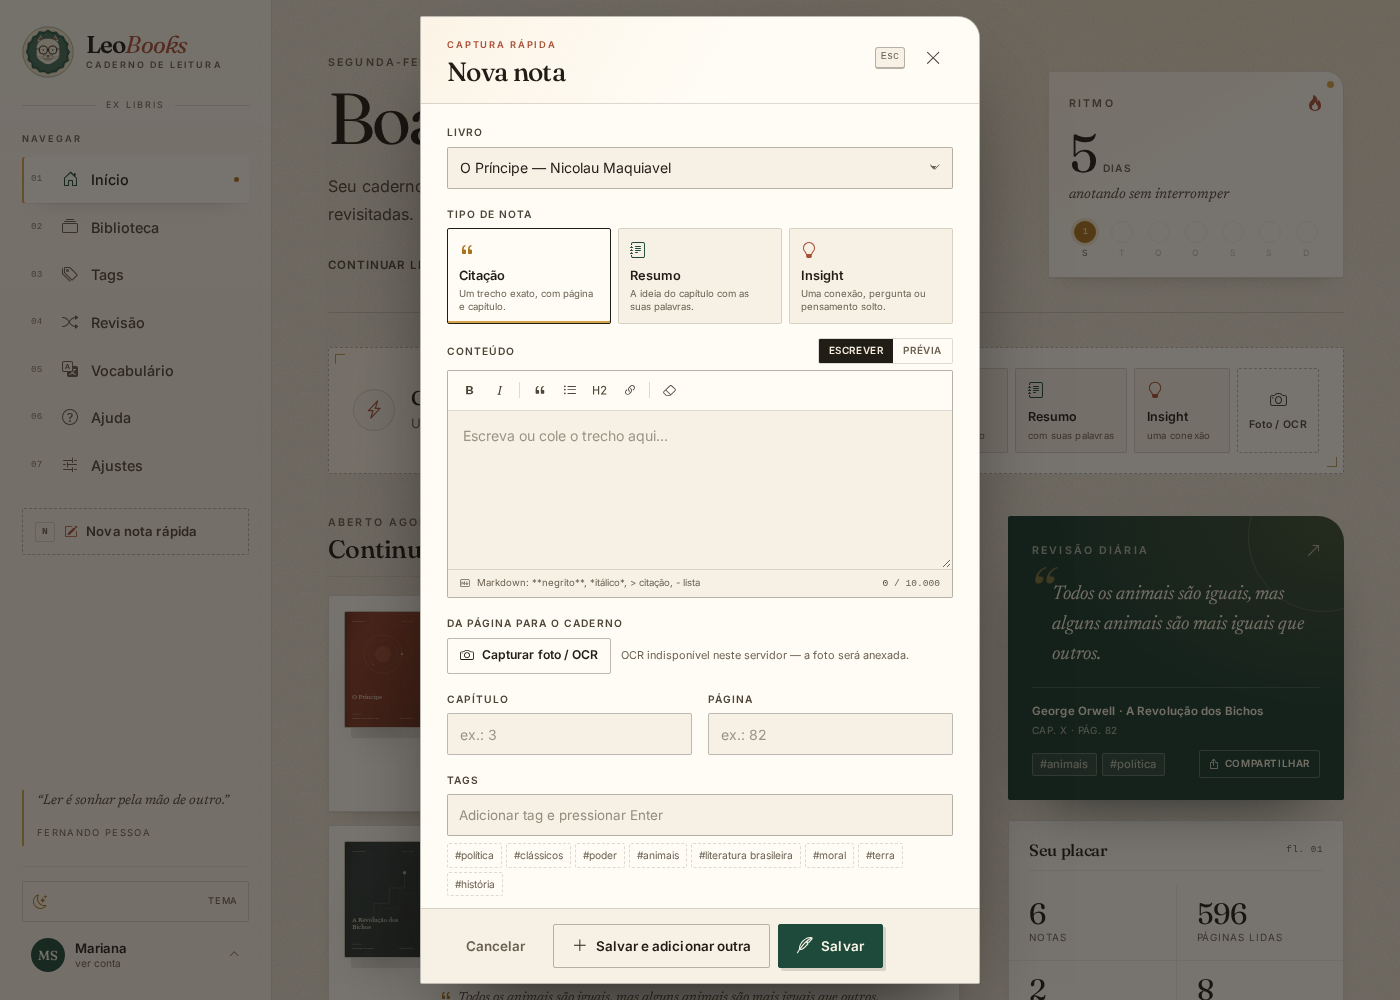 LeoBooks
CADERNO DE LEITURA
EX LIBRIS
NAVEGAR
01 Início
02 Biblioteca
03 Tags
04 Revisão
05 Vocabulário
06 Ajuda
07 Ajustes
N Nova nota rápida
“Ler é sonhar pela mão de outro.”
FERNANDO PESSOA
TEMA
MS Mariana
ver conta
SEGUNDA-FE
Boa
Seu caderno
revisitadas.
CONTINUAR
RITMO
5 DIAS
anotando sem interromper
1
S T Q Q S S D
Resumo
com suas palavras
Insight
uma conexão
Foto / OCR
ABERTO AGO
Continu
O Príncipe
A Revolução dos
Bichos
CAPTURA RÁPIDA
Nova nota
Esc
LIVRO
O Príncipe — Nicolau Maquiavel
TIPO DE NOTA
Citação
Um trecho exato, com página
e capítulo.
Resumo
A ideia do capítulo com as
suas palavras.
Insight
Uma conexão, pergunta ou
pensamento solto.
CONTEÚDO
ESCREVER PRÉVIA
B I “ H2
Escreva ou cole o trecho aqui...
Markdown: **negrito**, *itálico*, > citação, - lista
0 / 10.000
DA PÁGINA PARA O CADERNO
Capturar foto / OCR
OCR indisponível neste servidor — a foto será anexada.
CAPÍTULO
ex.: 3
PÁGINA
ex.: 82
TAGS
Adicionar tag e pressionar Enter
#política #clássicos #poder #animais #literatura brasileira #moral #terra
#história
Cancelar
Salvar e adicionar outra
Salvar
REVISÃO DIÁRIA
“Todos os animais são iguais, mas
alguns animais são mais iguais que
outros.
George Orwell · A Revolução dos Bichos
CAP. X · PÁG. 82
#animais #política
COMPARTILHAR
Seu placar
fl. 01
6
NOTAS
596
PÁGINAS LIDAS
2
8
“ Todos os animais são iguais, mas alguns animais são mais iguais que outros.